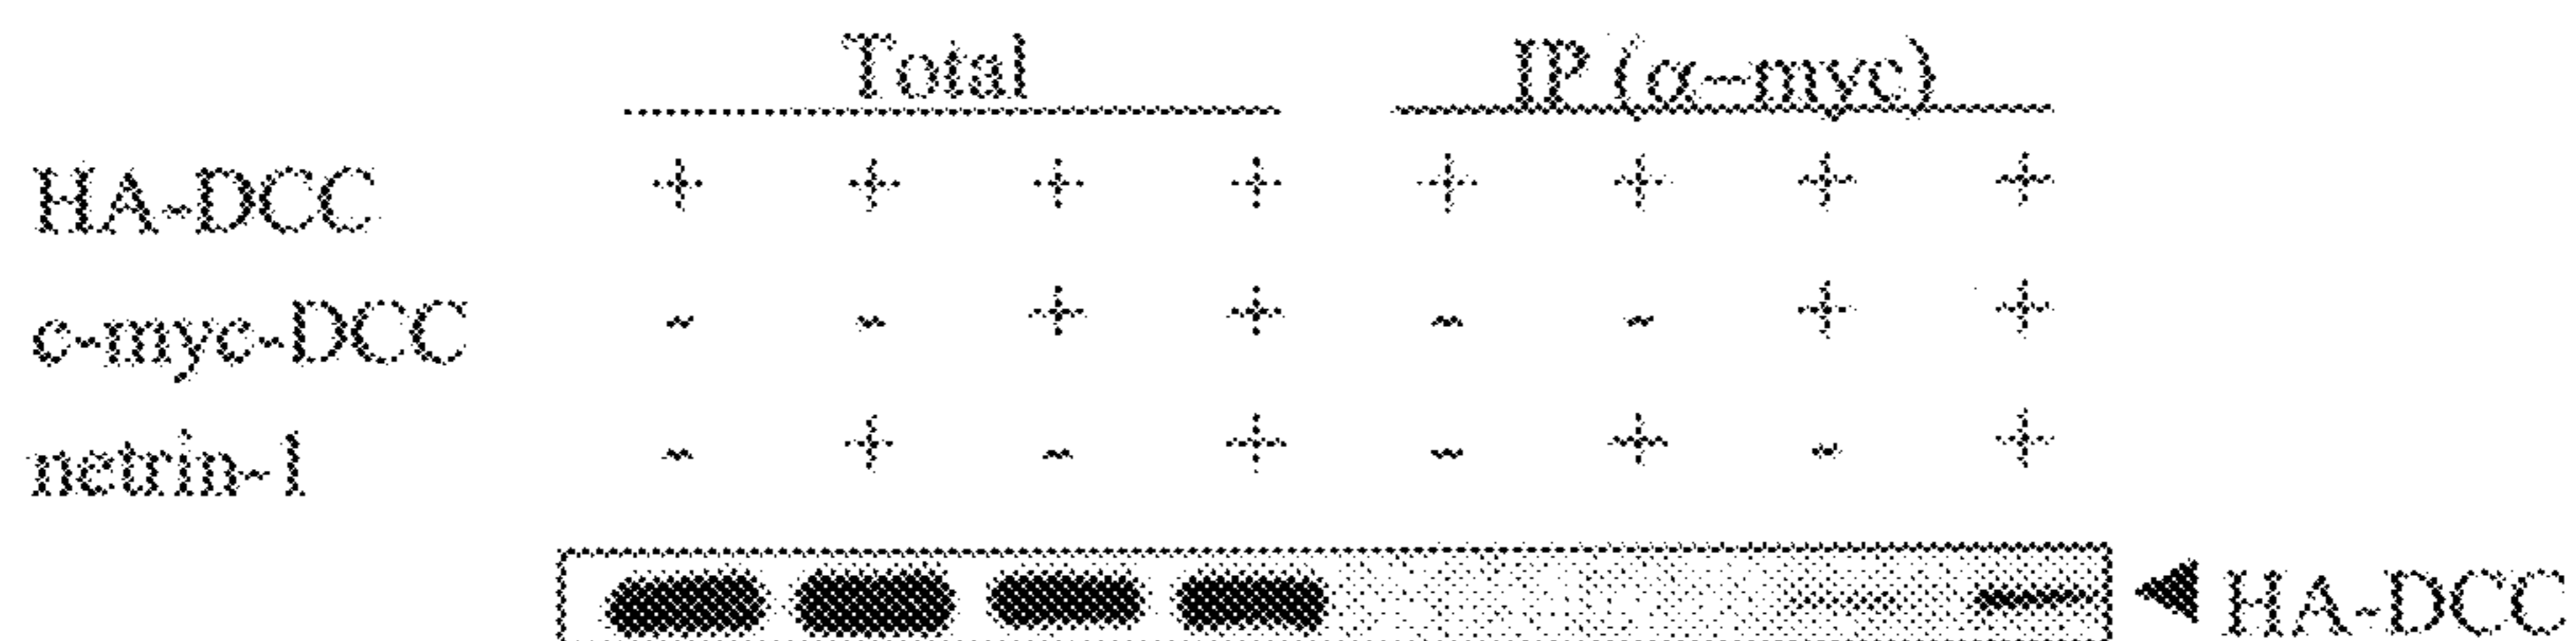 Total IP (α-myc)
HA-DCC + + + + + + + +
c-myc-DCC - - + + - - + +
netrin-1 - + - + - + - +
HA-DCC